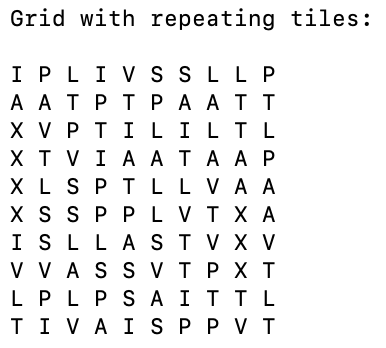 Grid with repeating tiles:

I P L I V S S L L P
A A T P T P A A T T
X V P T I L I L T L
X T V I A A T A A P
X L S P T L L V A A
X S S P P L V T X A
I S L L A S T V X V
V V A S S V T P X T
L P L P S A I T T L
T I V A I S P P V T